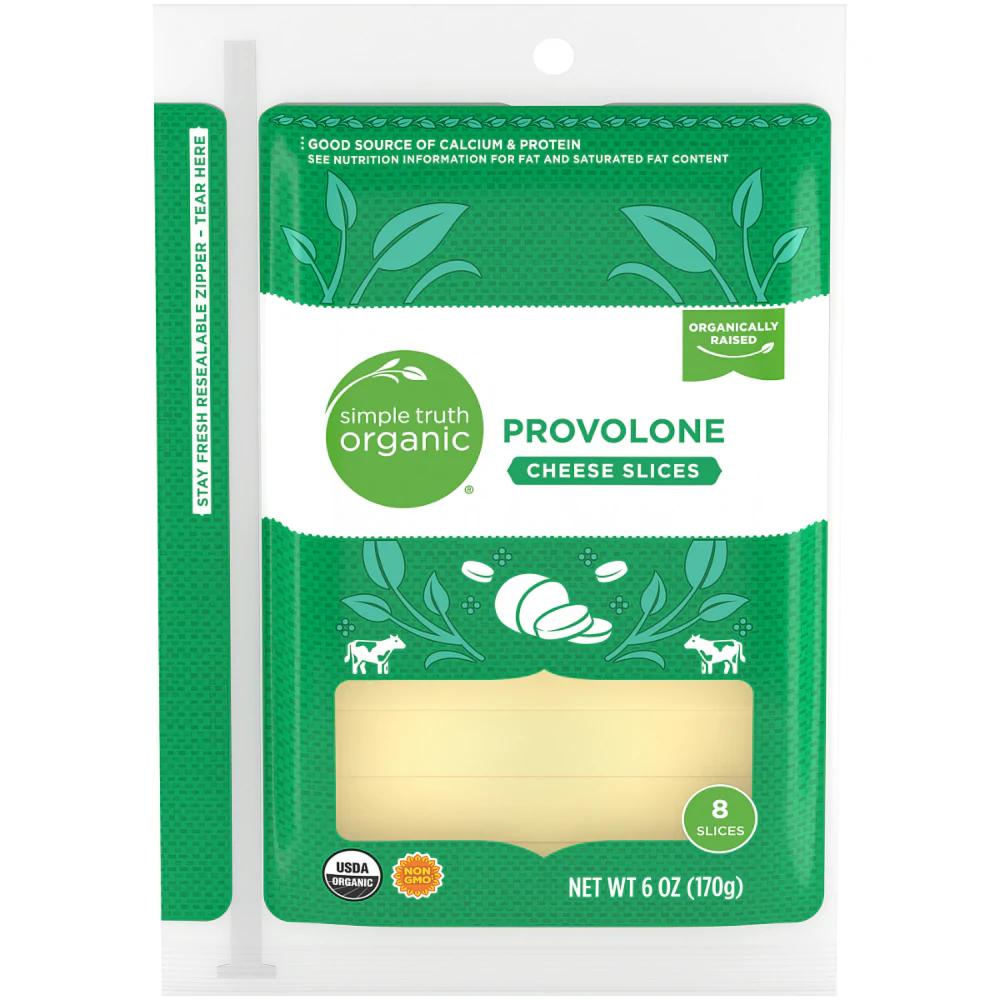 STAY FRESH RESEALABLE ZIPPER - TEAR HERE
GOOD SOURCE OF CALCIUM & PROTEIN
SEE NUTRITION INFORMATION FOR FAT AND SATURATED FAT CONTENT
ORGANICALLY
RAISED
simple truth
organic
®
PROVOLONE
CHEESE SLICES
8
SLICES
USDA
ORGANIC
NON
GMO
NET WT 6 OZ (170g)